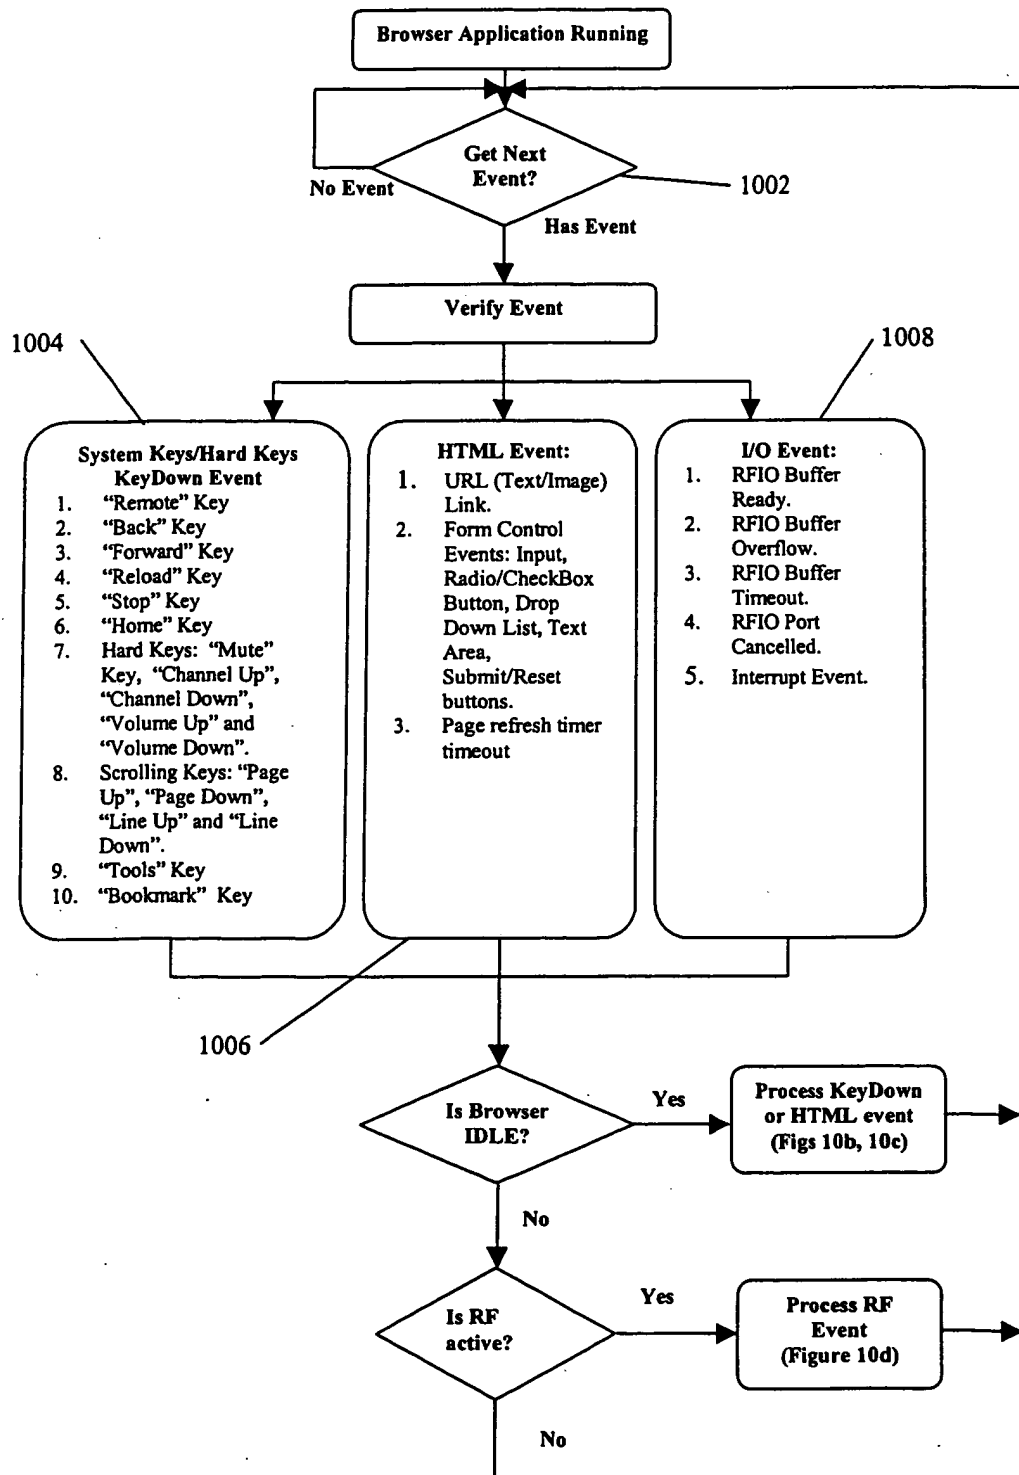 Browser Application Running
Get Next
Event?
1002
No Event
Has Event
Verify Event
1004
1008
System Keys/Hard Keys
KeyDown Event
1. "Remote" Key
2. "Back" Key
3. "Forward" Key
4. "Reload" Key
5. "Stop" Key
6. "Home" Key
7. Hard Keys: "Mute"
Key, "Channel Up",
"Channel Down",
"Volume Up" and
"Volume Down".
8. Scrolling Keys: "Page
Up", "Page Down",
"Line Up" and "Line
Down".
9. "Tools" Key
10. "Bookmark" Key
HTML Event:
1. URL (Text/Image)
Link.
2. Form Control
Events: Input,
Radio/CheckBox
Button, Drop
Down List, Text
Area,
Submit/Reset
buttons.
3. Page refresh timer
timeout
I/O Event:
1. RFIO Buffer
Ready.
2. RFIO Buffer
Overflow.
3. RFIO Buffer
Timeout.
4. RFIO Port
Cancelled.
5. Interrupt Event.
1006
Is Browser
IDLE?
Yes
Process KeyDown
or HTML event
(Figs 10b, 10c)
No
Is RF
active?
Yes
Process RF
Event
(Figure 10d)
No